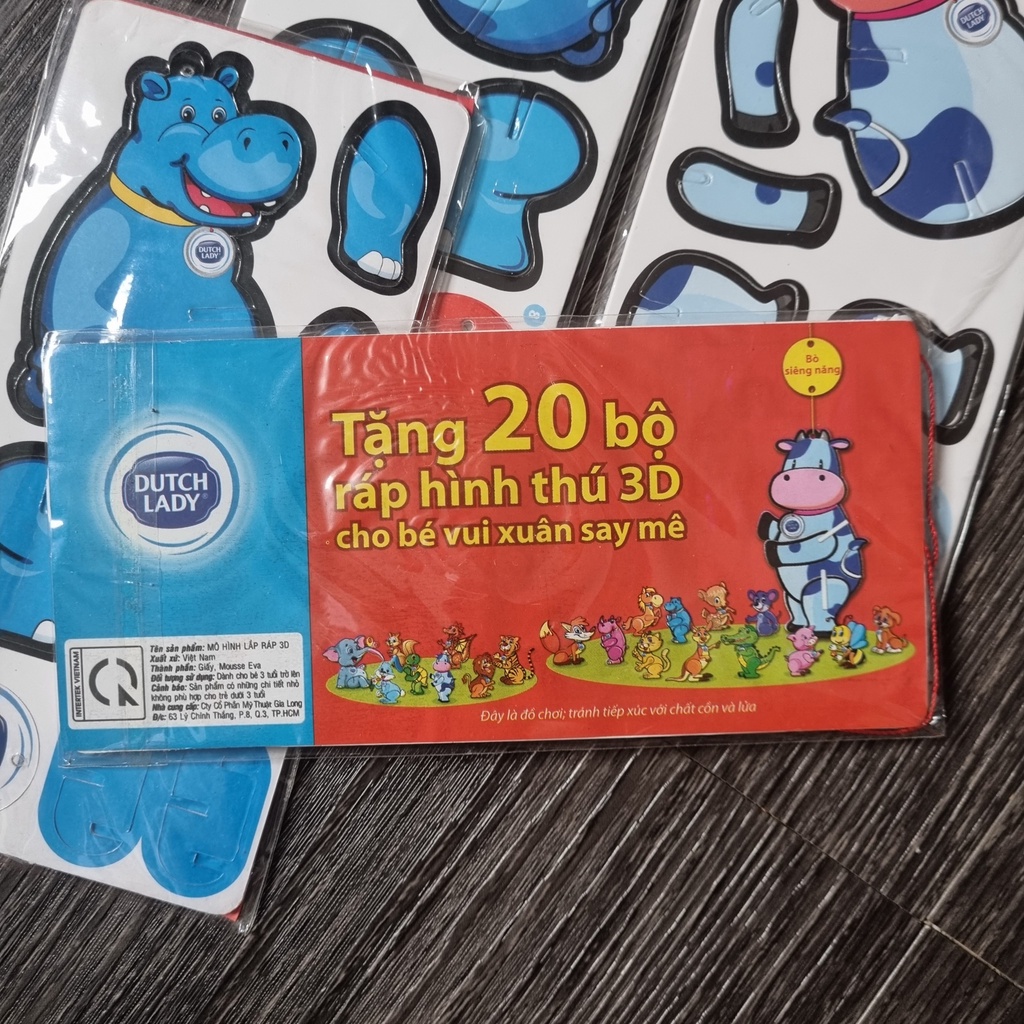 DUTCH
LADY
DUTCH
LADY
Bò
siêng năng
Tặng 20 bộ
ráp hình thú 3D
cho bé vui xuân say mê
DUTCH
LADY
INTERTEK VIETNAM
Tên sản phẩm: MÔ HÌNH LẮP RÁP 3D
Xuất xứ: Việt Nam
Thành phần: Giấy, Mousse Eva
Đối tượng sử dụng: Dành cho bé 3 tuổi trở lên
Cảnh báo: Sản phẩm có những chi tiết nhỏ
không phù hợp cho trẻ dưới 3 tuổi
Nhà cung cấp: Cty Cổ Phần Mỹ Thuật Gia Long
Đ/c: 63 Lý Chính Thắng, P.8, Q.3, TP.HCM
Đây là đồ chơi; tránh tiếp xúc với chất cồn và lửa